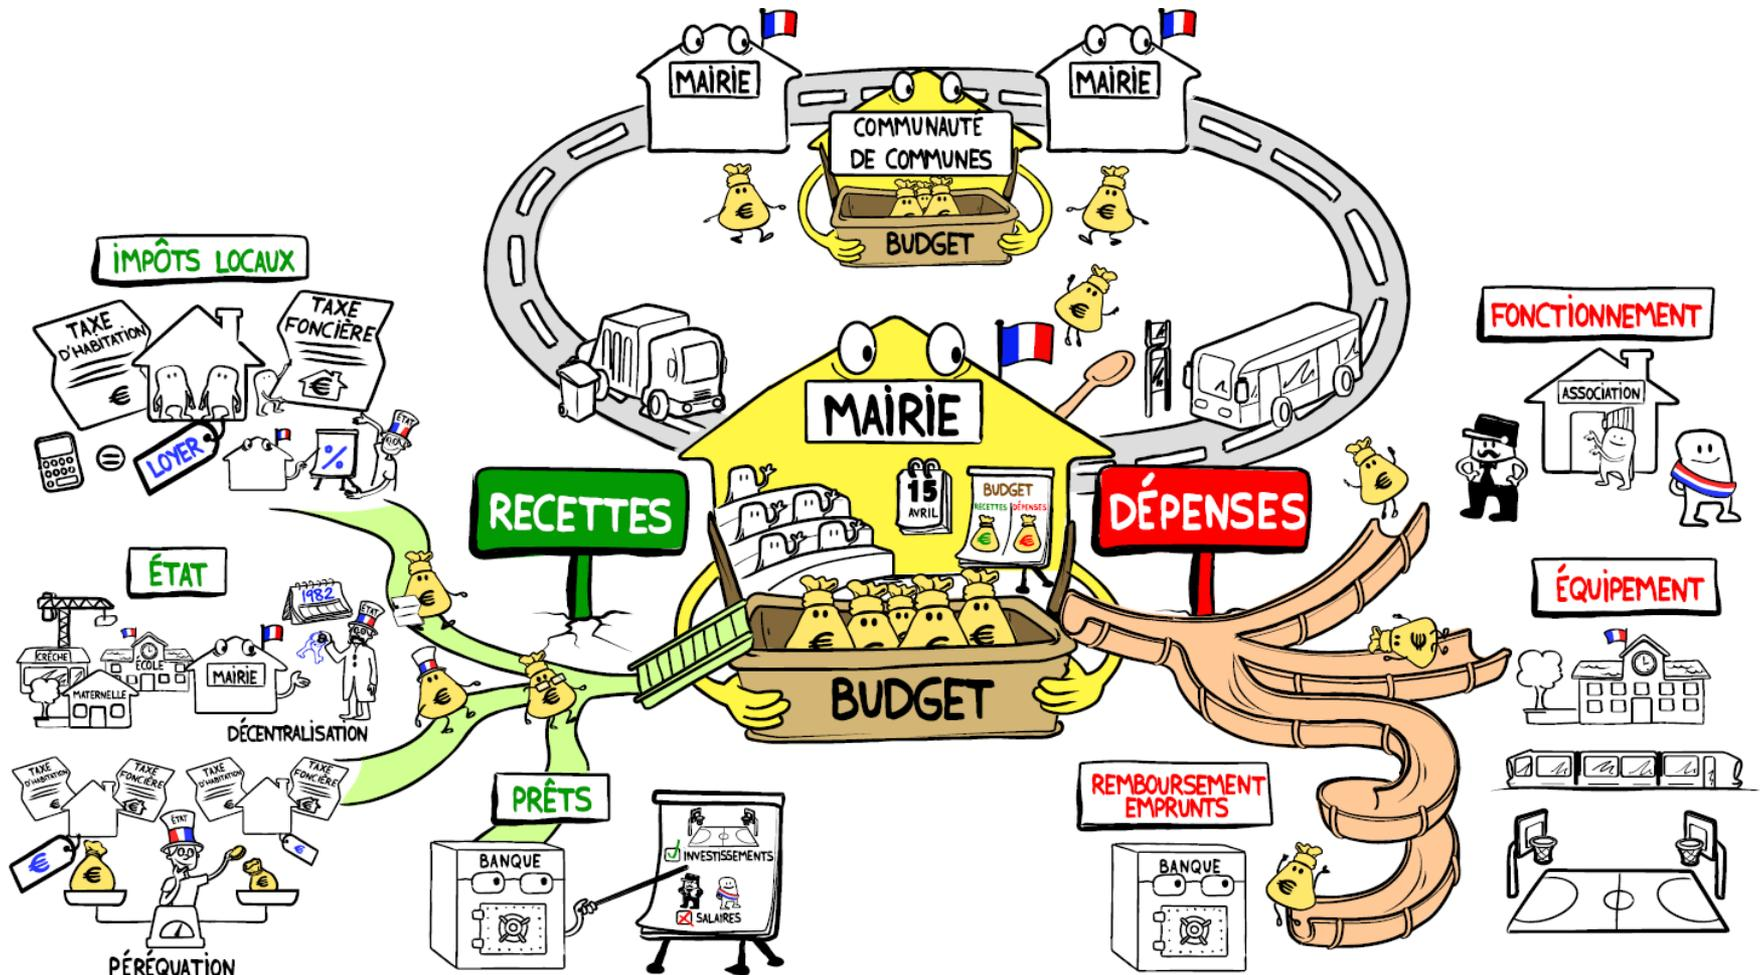 MAIRIE
MAIRIE
COMMUNAUTÉ
DE COMMUNES
€
€
€
BUDGET
€
IMPÔTS LOCAUX
TAXE
D'HABITATION
€
TAXE
FONCIÈRE
€
=
LOYER
%
ÉTAT
MAIRIE
15
AVRIL
BUDGET
RECETTES
DÉPENSES
€
€
RECETTES
DÉPENSES
€
€
€
€
€
BUDGET
FONCTIONNEMENT
ASSOCIATION
€
ÉTAT
1982
ÉTAT
CRÈCHE
ÉCOLE
MATERNELLE
MAIRIE
DÉCENTRALISATION
€
€
€
ÉQUIPEMENT
€
TAXE
D'HABITATION
€
TAXE
FONCIÈRE
€
TAXE
D'HABITATION
€
TAXE
FONCIÈRE
€
ÉTAT
€
€
€
€
PÉRÉQUATION
PRÊTS
BANQUE
INVESTISSEMENTS
SALAIRES
REMBOURSEMENT
EMPRUNTS
BANQUE
€